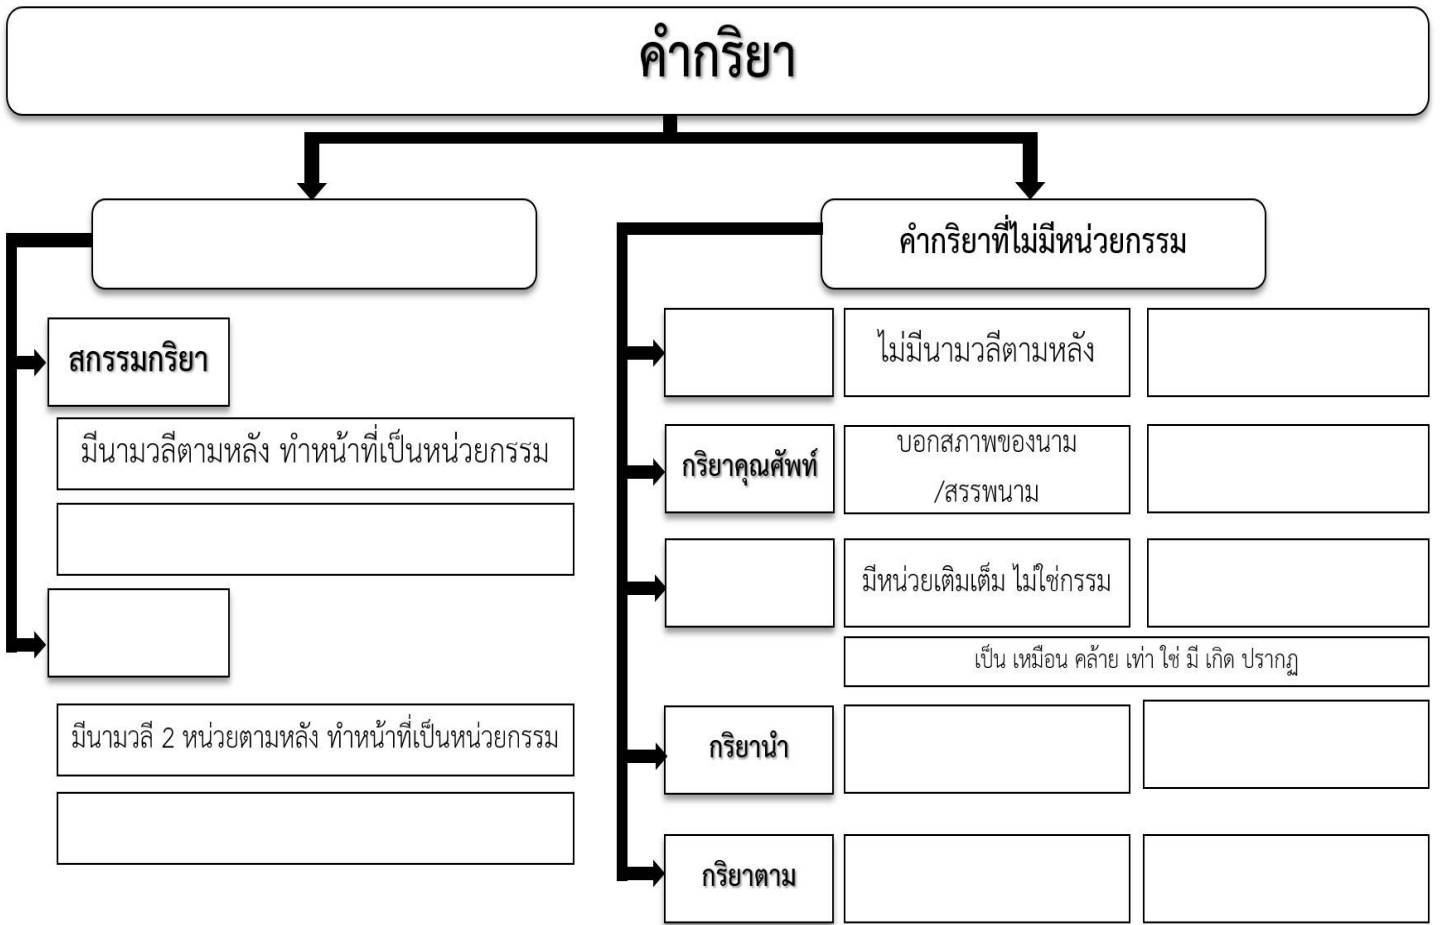 คำกริยา
คำกริยาที่ไม่มีหน่วยกรรม
สกรรมกริยา
มีนามวลีตามหลัง ทำหน้าที่เป็นหน่วยกรรม
มีนามวลี 2 หน่วยตามหลัง ทำหน้าที่เป็นหน่วยกรรม
ไม่มีนามวลีตามหลัง
กริยาคุณศัพท์
บอกสภาพของนาม
/สรรพนาม
มีหน่วยเติมเต็ม ไม่ใช่กรรม
เป็น เหมือน คล้าย เท่า ใช่ มี เกิด ปรากฏ
กริยานำ
กริยาตาม